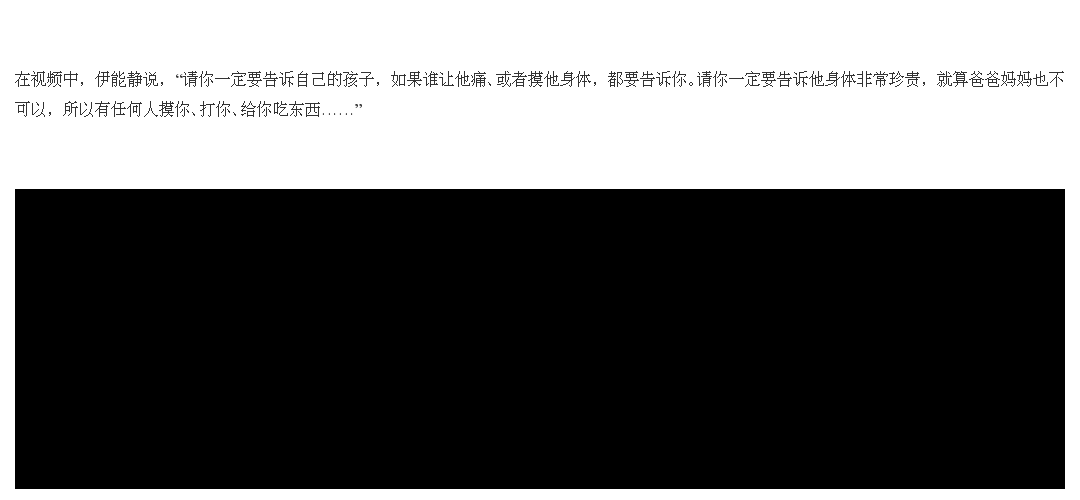 在视频中，伊能静说，“请你一定要告诉自己的孩子，如果谁让他痛、或者摸他身体，都要告诉你。请你一定要告诉他身体非常珍贵，就算爸爸妈妈也不
可以，所以有任何人摸你、打你、给你吃东西……”